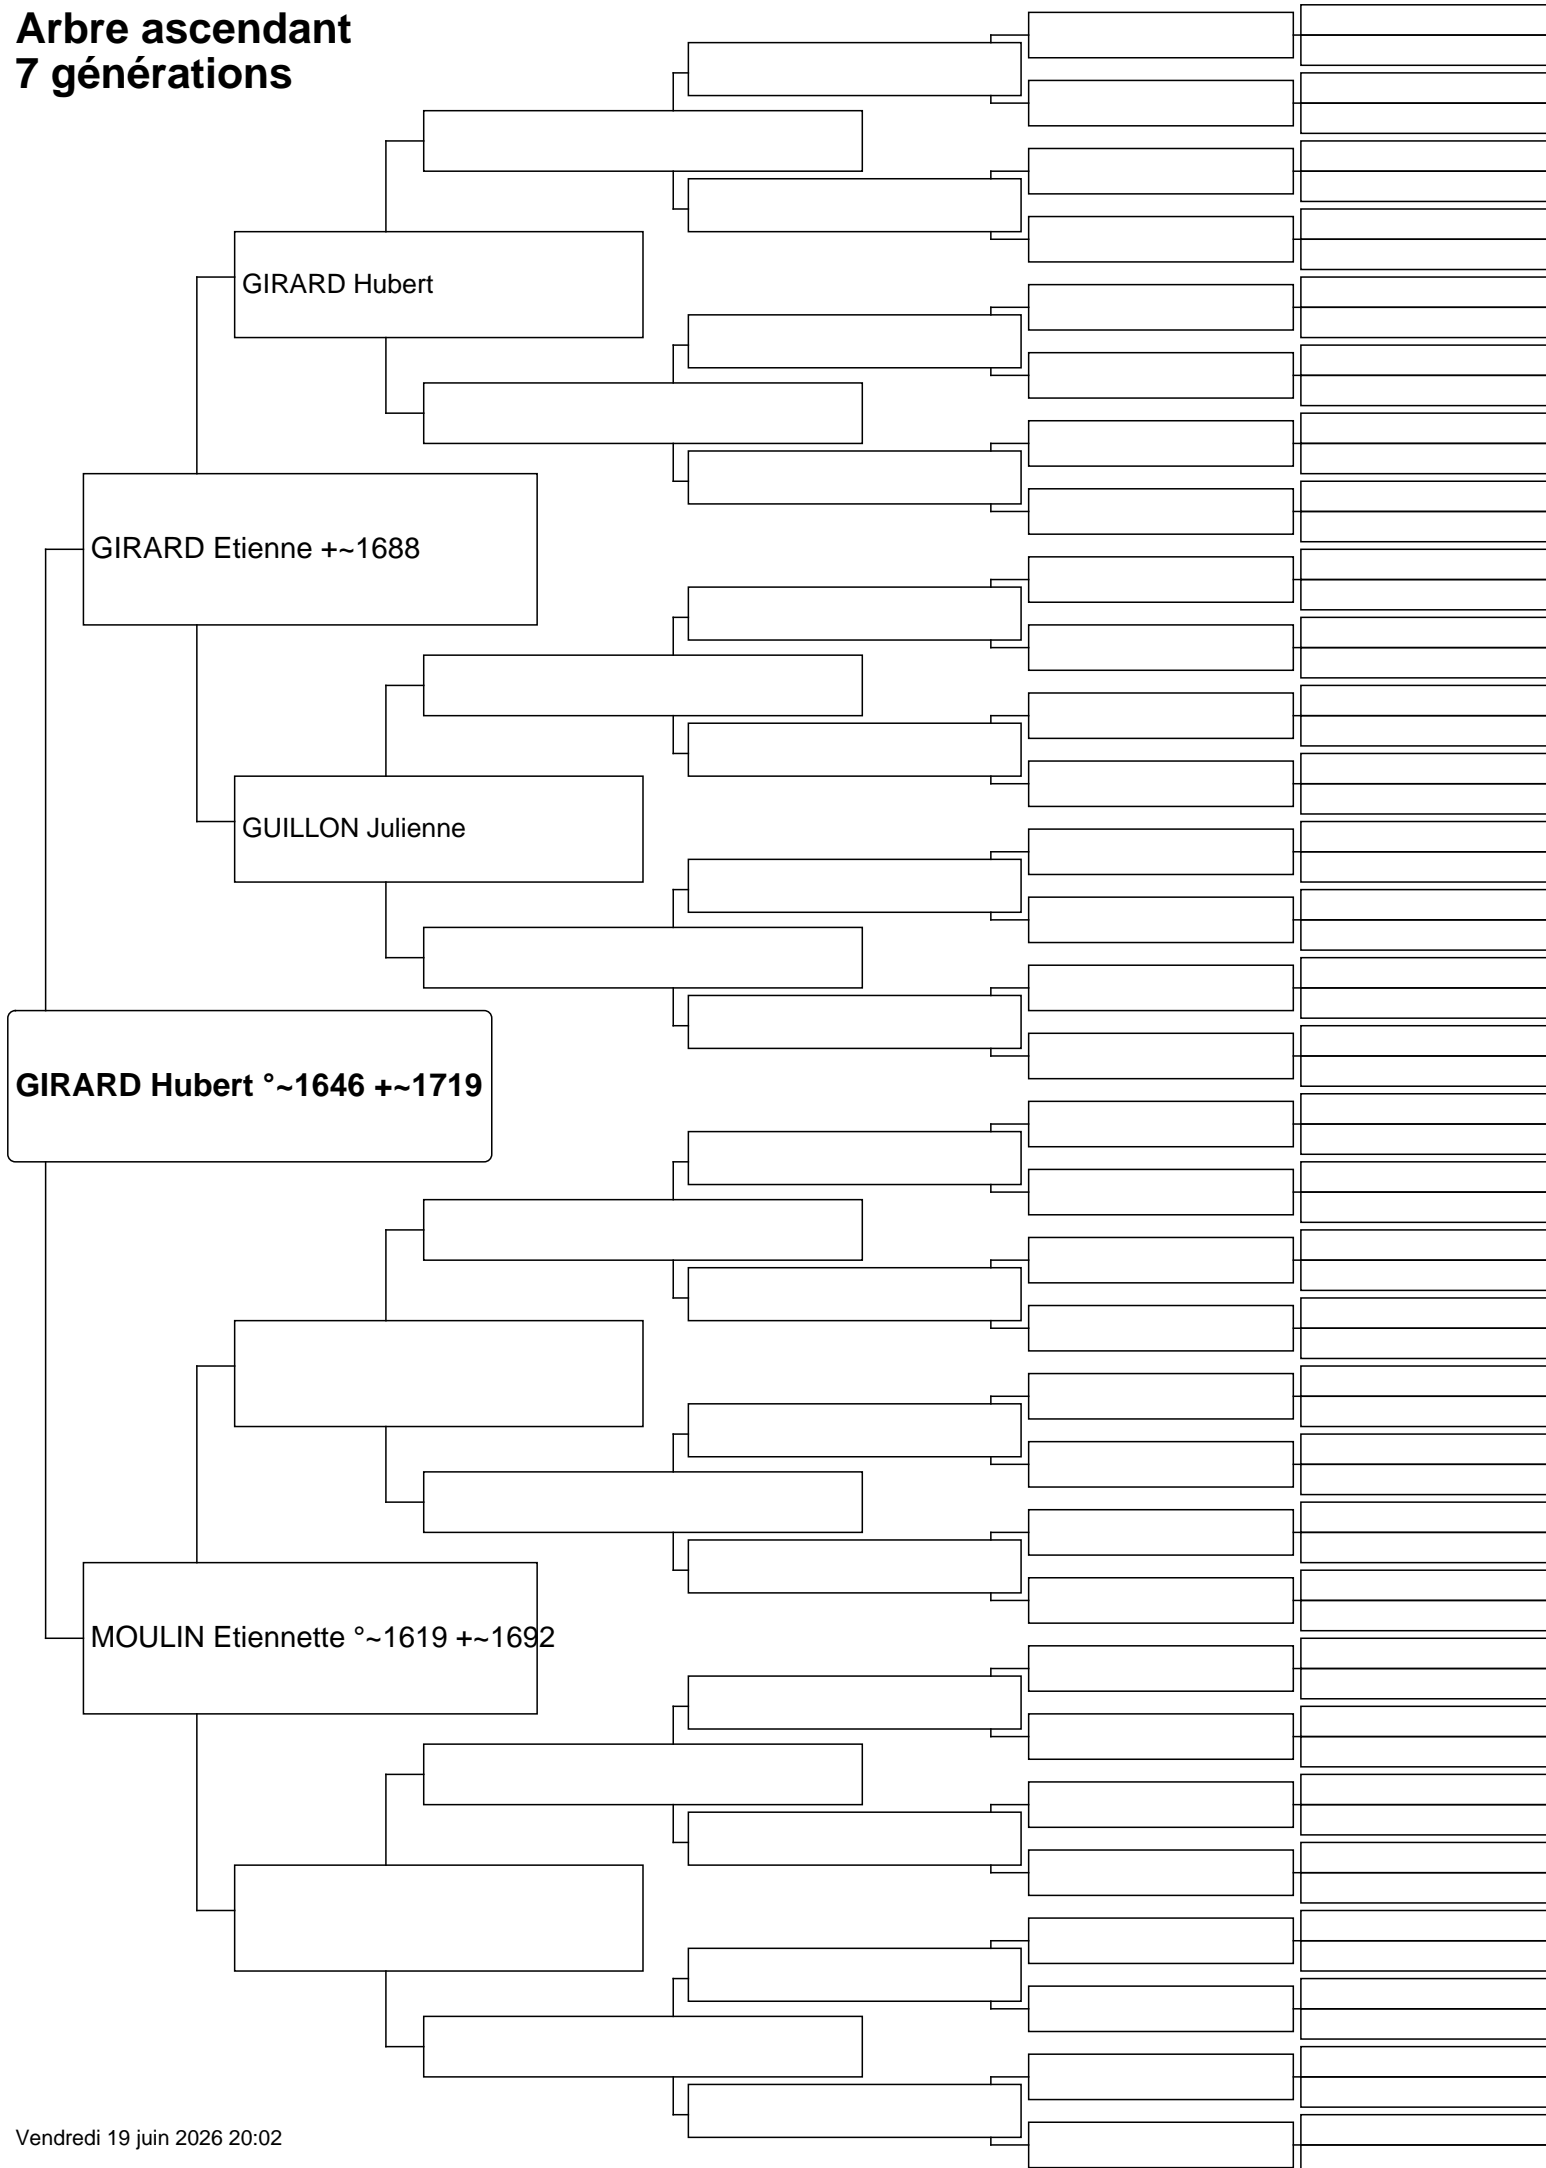 Arbre ascendant
7 générations
GIRARD Hubert
GIRARD Etienne +~1688
GUILLON Julienne
GIRARD Hubert °~1646 +~1719
MOULIN Etiennette °~1619 +~1692
Vendredi 19 juin 2026 20:02